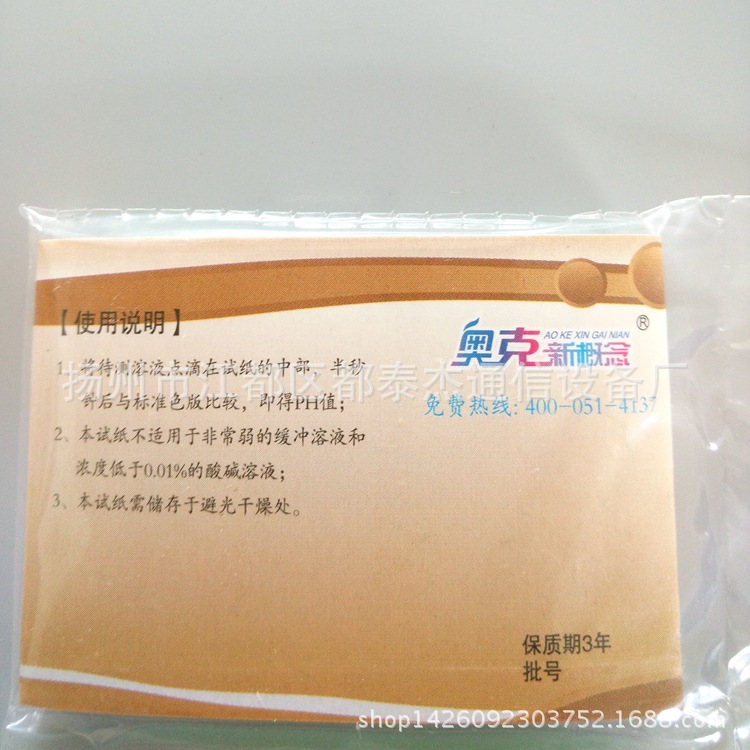 【使用说明】
1、将待测溶液点滴在试纸的中部、半秒
钟后与标准色版比较，即得PH值；
2、本试纸不适用于非常弱的缓冲溶液和
浓度低于0.01%的酸碱溶液；
3、本试纸需储存于避光干燥处。
奥克 AO KE XIN GAI NIAN ®
新概念
免费热线: 400-051-4137
扬州市江都区都泰杰通信设备厂
保质期3年
批号
shop1426092303752.1688.com